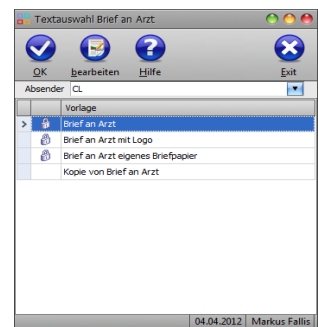 Textauswahl Brief an Arzt
OK bearbeiten Hilfe Exit
Absender CL
Vorlage
Brief an Arzt
Brief an Arzt mit Logo
Brief an Arzt eigenes Briefpapier
Kopie von Brief an Arzt
04.04.2012 Markus Fallis